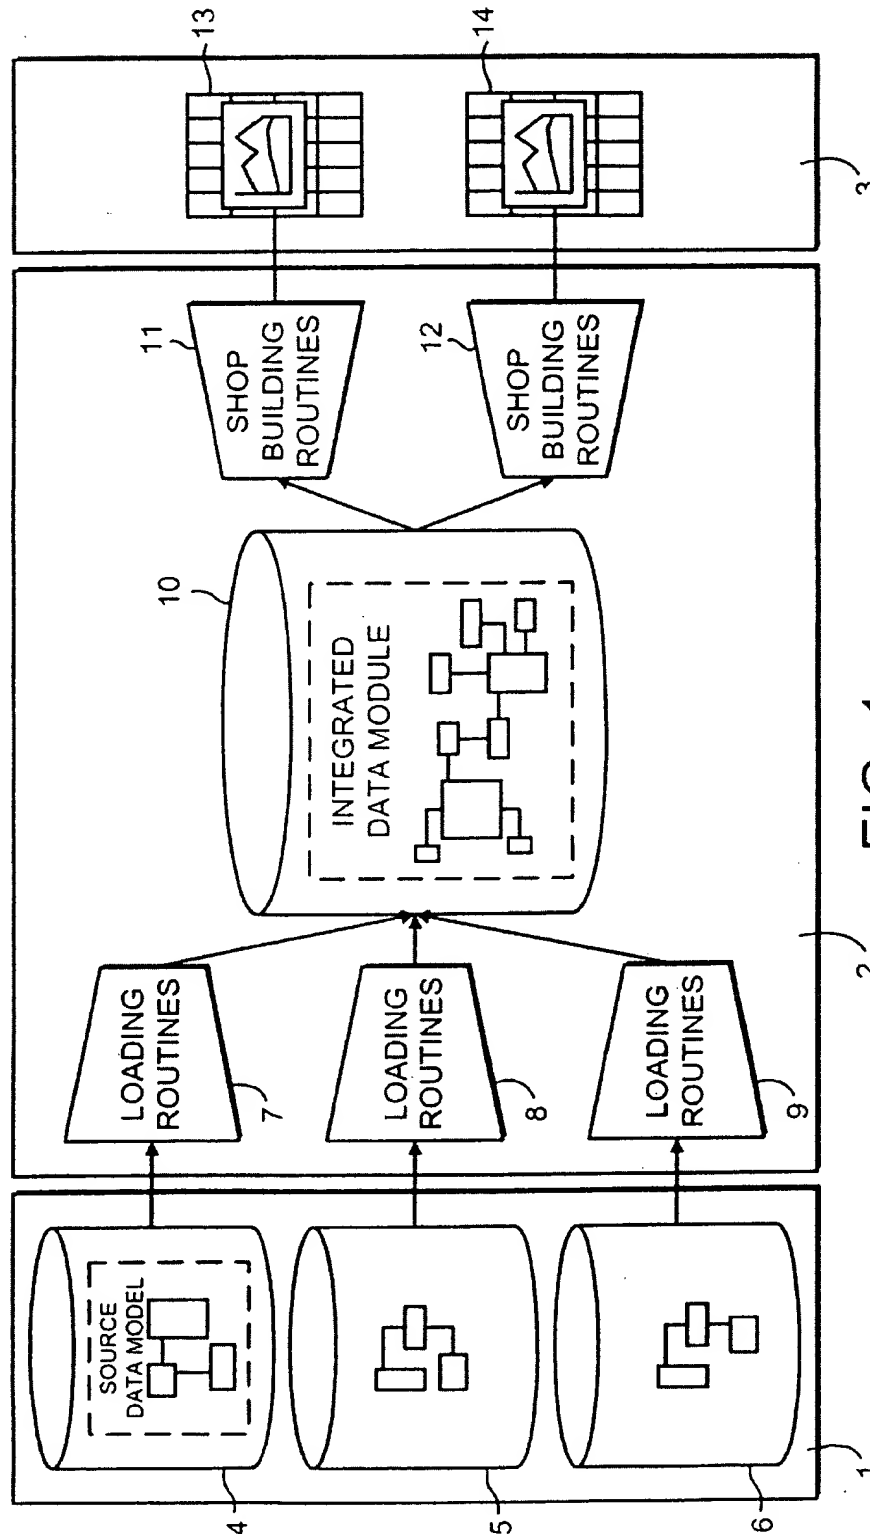 4
SOURCE
DATA MODEL
5
6
1
LOADING
ROUTINES
7
LOADING
ROUTINES
8
LOADING
ROUTINES
9
10
INTEGRATED
DATA MODULE
2
11
SHOP
BUILDING
ROUTINES
12
SHOP
BUILDING
ROUTINES
13
14
3